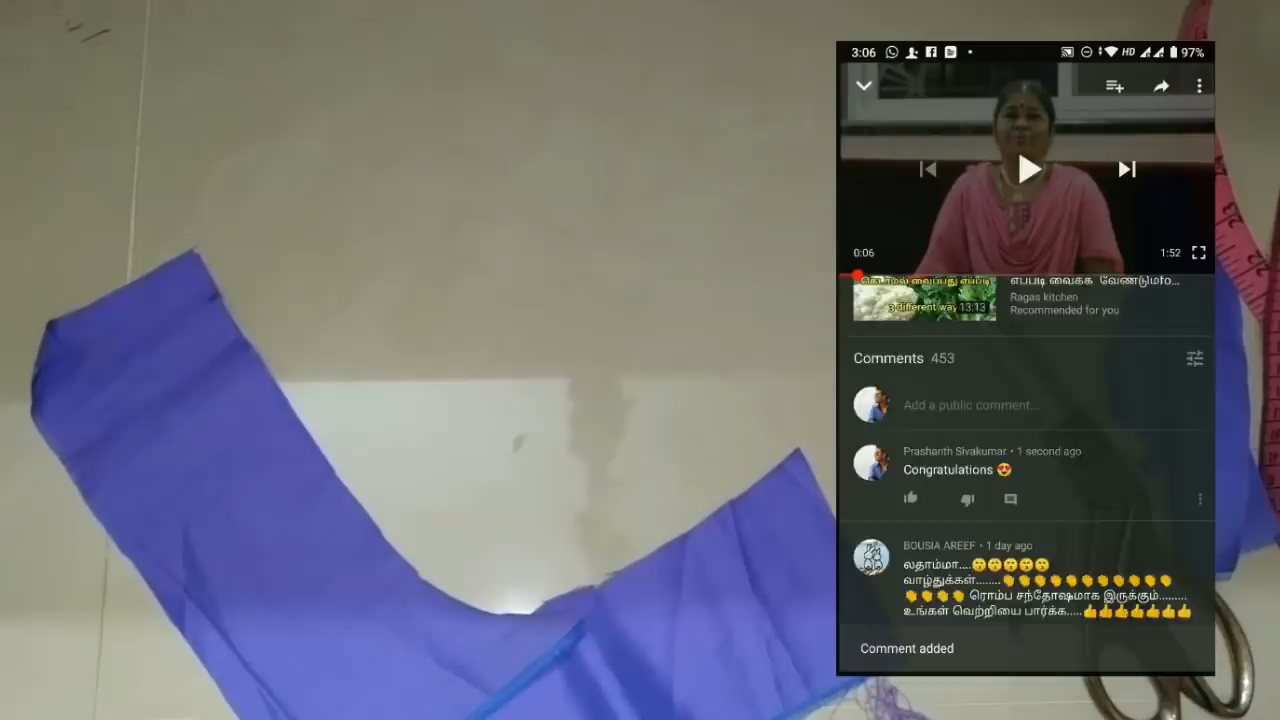 3:06
HD
97%
0:06
1:52
3 different way
13:13
எப்படி வைக்க வேண்டும்
Ragas kitchen
Recommended for you
Comments 453
Add a public comment...
Prashanth Sivakumar • 1 second ago
Congratulations 😍
BOUSIA AREEF • 1 day ago
லதாம்மா....😲😲😲😲😲
வாழ்துக்கள்.......👏👏👏👏👏👏👏👏👏👏👏
👏👏👏👏 ரொம்ப சந்தோஷமாக இருக்கும்.........
உங்கள் வெற்றியை பார்க்க.....👍👍👍👍👍👍👍
Comment added
23